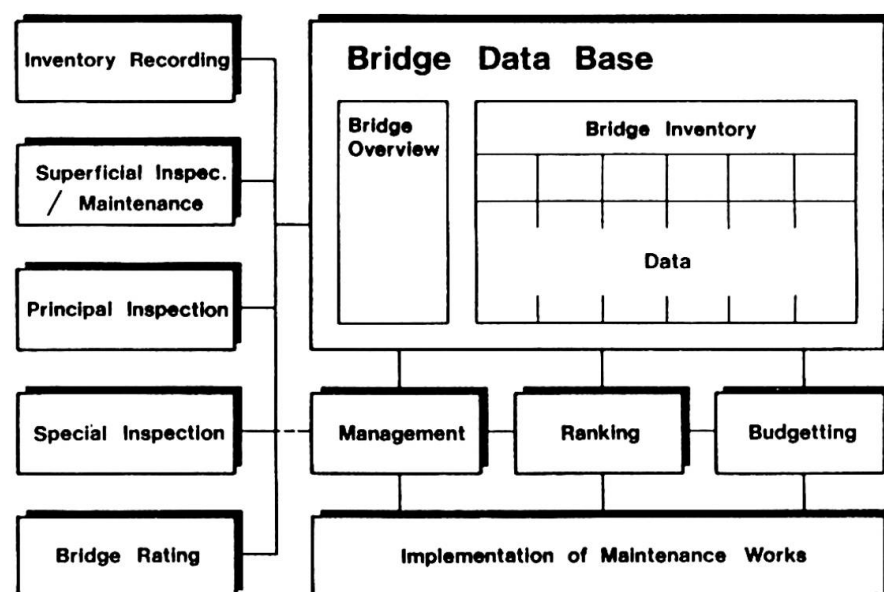 Inventory Recording
Superficial Inspec.
/ Maintenance
Principal Inspection
Special Inspection
Bridge Rating
Bridge Data Base
Bridge
Overview
Bridge Inventory
Data
Management
Ranking
Budgetting
Implementation of Maintenance Works